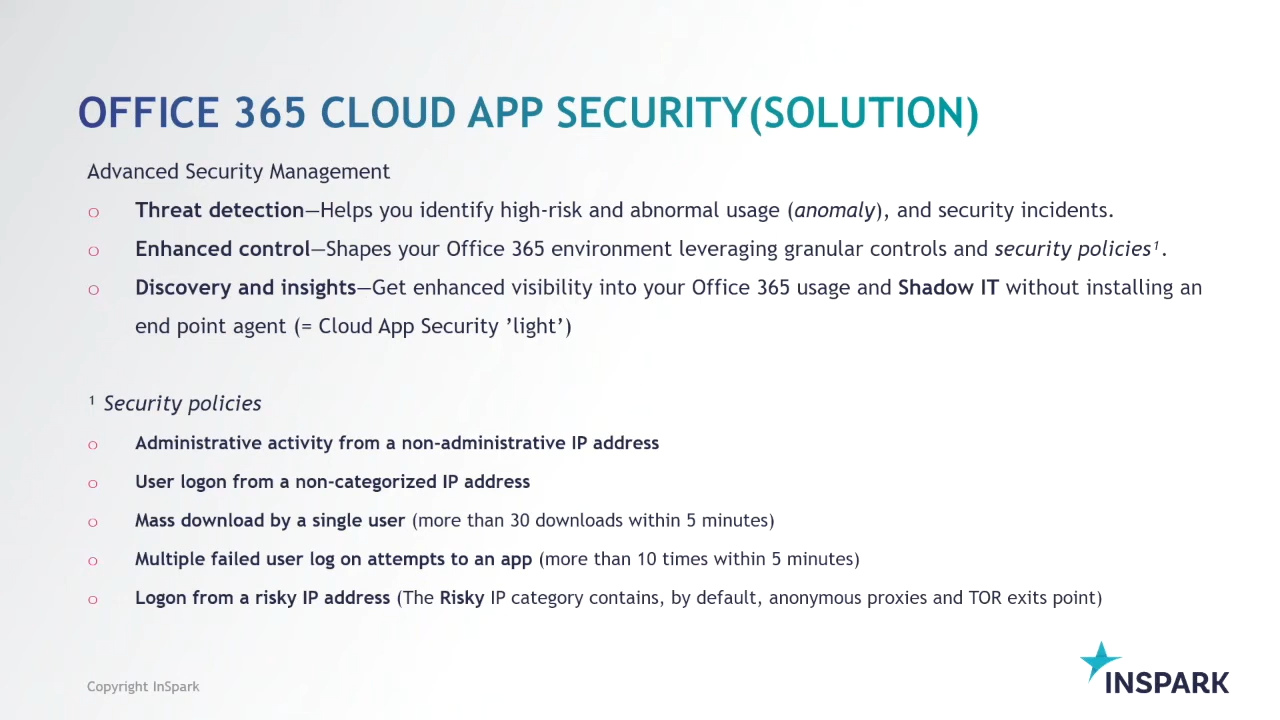 OFFICE 365 CLOUD APP SECURITY(SOLUTION)
Advanced Security Management
o Threat detection—Helps you identify high-risk and abnormal usage (anomaly), and security incidents.
o Enhanced control—Shapes your Office 365 environment leveraging granular controls and security policies¹.
o Discovery and insights—Get enhanced visibility into your Office 365 usage and Shadow IT without installing an
end point agent (= Cloud App Security ’light’)
¹ Security policies
o Administrative activity from a non-administrative IP address
o User logon from a non-categorized IP address
o Mass download by a single user (more than 30 downloads within 5 minutes)
o Multiple failed user log on attempts to an app (more than 10 times within 5 minutes)
o Logon from a risky IP address (The Risky IP category contains, by default, anonymous proxies and TOR exits point)
Copyright InSpark
INSPARK